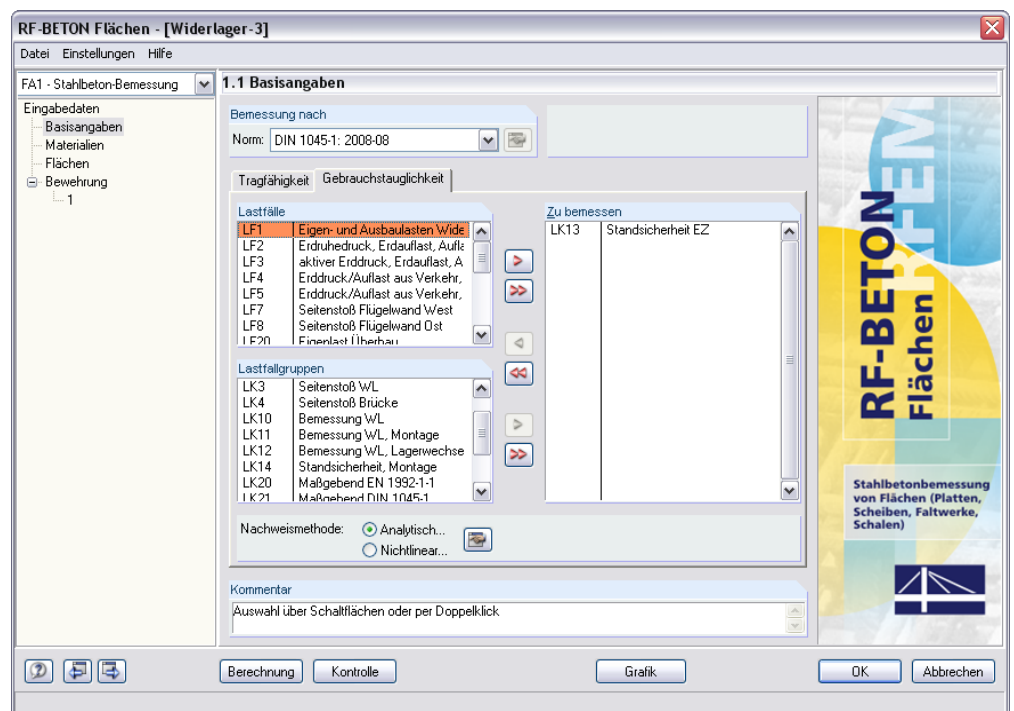 RF-BETON Flächen - [Widerlager-3]
Datei Einstellungen Hilfe
FA1 - Stahlbeton-Bemessung
Eingabedaten
Basisangaben
Materialien
Flächen
Bewehrung
1
1.1 Basisangaben
Bemessung nach
Norm: DIN 1045-1: 2008-08
Tragfähigkeit Gebrauchstauglichkeit
Lastfälle
LF1 Eigen- und Ausbaulasten Wide
LF2 Erdruhedruck, Erdauflast, Aufla
LF3 aktiver Erddruck, Erdauflast, A
LF4 Erddruck/Auflast aus Verkehr,
LF5 Erddruck/Auflast aus Verkehr,
LF7 Seitenstoß Flügelwand West
LF8 Seitenstoß Flügelwand Ost
LF20 Eigenlast Überbau
Lastfallgruppen
LK3 Seitenstoß WL
LK4 Seitenstoß Brücke
LK10 Bemessung WL
LK11 Bemessung WL, Montage
LK12 Bemessung WL, Lagerwechse
LK14 Standsicherheit, Montage
LK20 Maßgebend EN 1992-1-1
LK21 Maßgebend DIN 1045-1
Zu bemessen
LK13 Standsicherheit EZ
Nachweismethode: Analytisch...
Nichtlinear...
Kommentar
Auswahl über Schaltflächen oder per Doppelklick
RFEM
RF-BETON
Flächen
Stahlbetonbemessung
von Flächen (Platten,
Scheiben, Faltwerke,
Schalen)
Berechnung Kontrolle Grafik OK Abbrechen